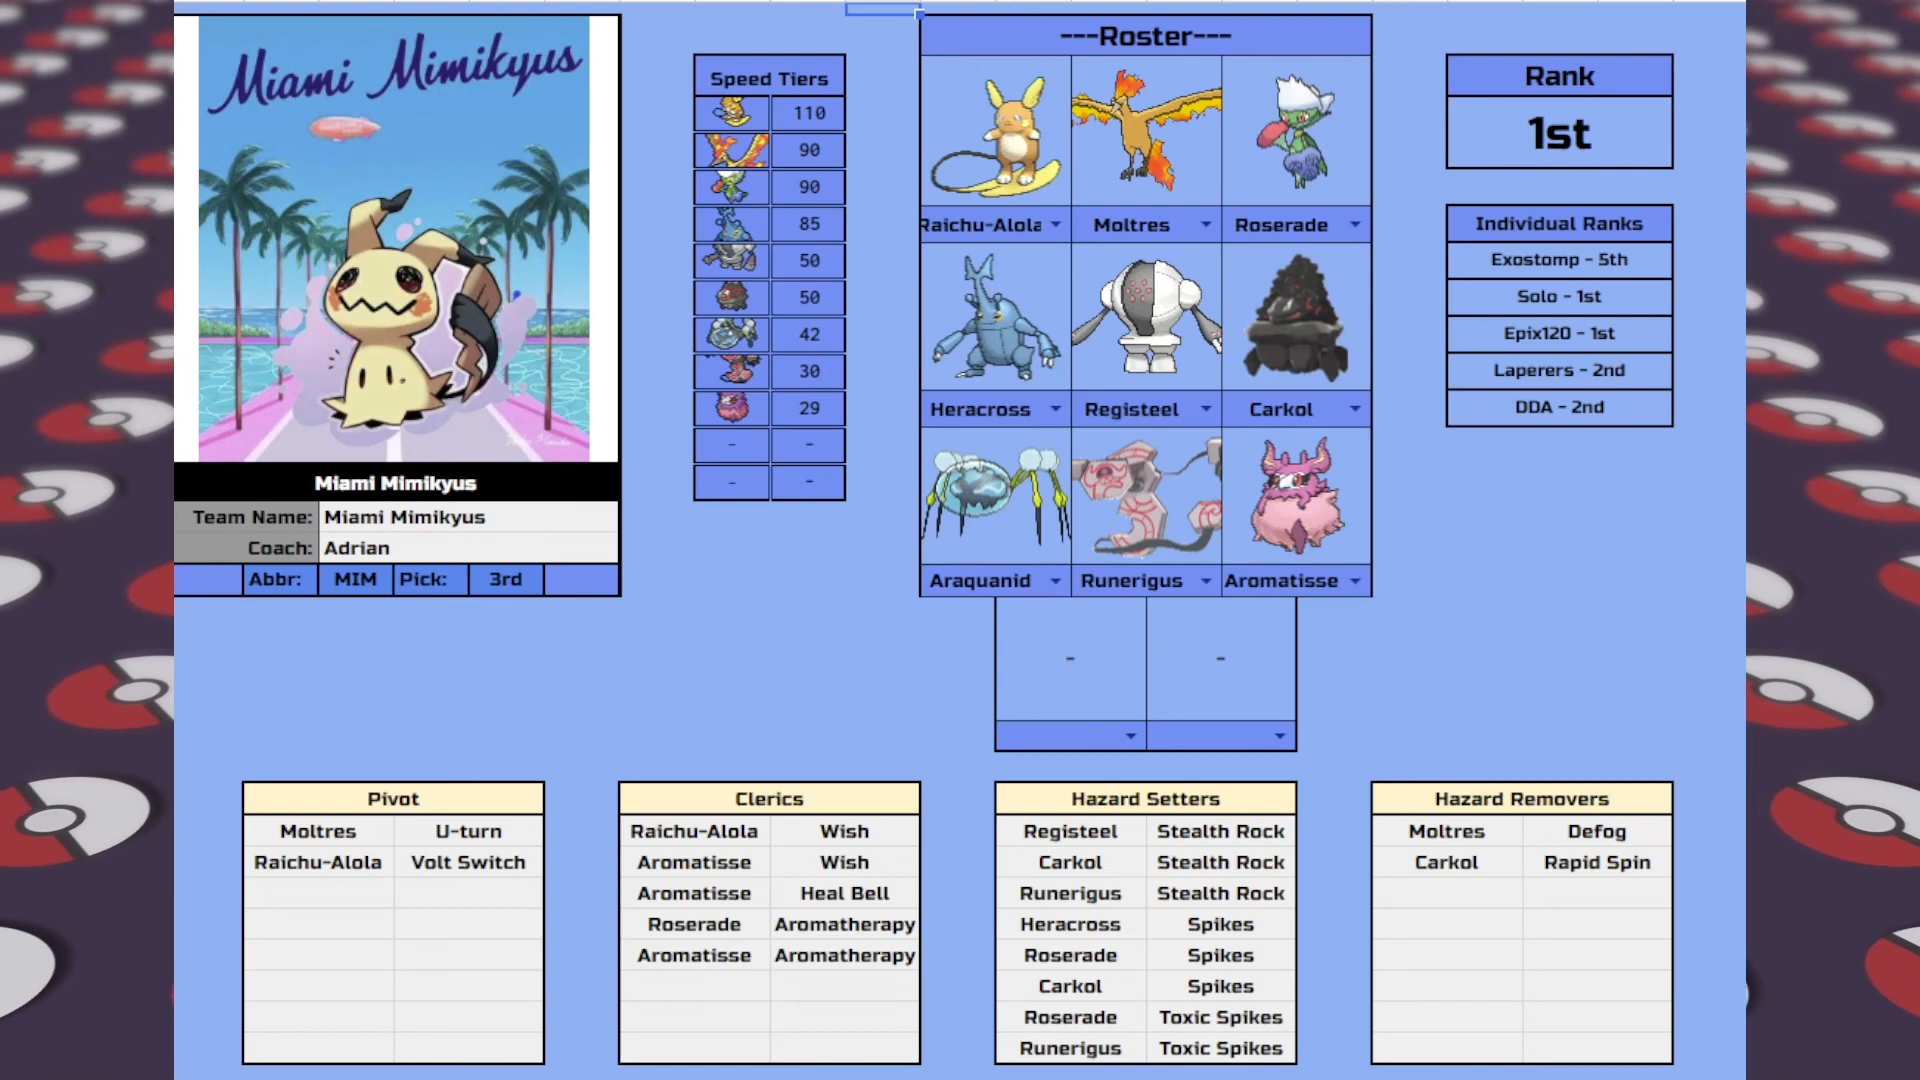 Miami Mimikyus
Miami Mimikyus
Team Name: Miami Mimikyus
Coach: Adrian
Abbr: MIM Pick: 3rd
Speed Tiers
110
90
90
85
50
50
42
30
29
- -
- -
---Roster---
Raichu-Alola Moltres Roserade
Heracross Registeel Carkol
Araquanid Runerigus Aromatisse
- -
Rank
1st
Individual Ranks
Exostomp - 5th
Solo - 1st
Epix120 - 1st
Laperers - 2nd
DDA - 2nd
Pivot
Moltres U-turn
Raichu-Alola Volt Switch
Clerics
Raichu-Alola Wish
Aromatisse Wish
Aromatisse Heal Bell
Roserade Aromatherapy
Aromatisse Aromatherapy
Hazard Setters
Registeel Stealth Rock
Carkol Stealth Rock
Runerigus Stealth Rock
Heracross Spikes
Roserade Spikes
Carkol Spikes
Roserade Toxic Spikes
Runerigus Toxic Spikes
Hazard Removers
Moltres Defog
Carkol Rapid Spin